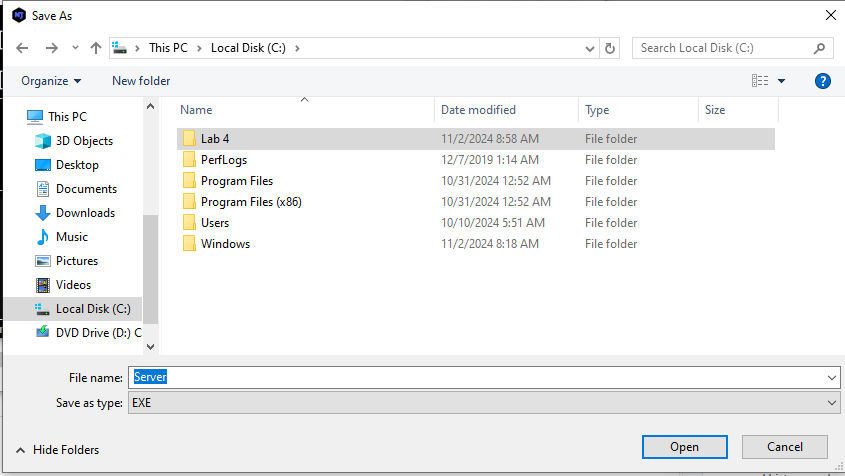 Save As
This PC > Local Disk (C:) >
Search Local Disk (C:)
Organize
New folder
Name Date modified Type Size
This PC
3D Objects
Desktop
Documents
Downloads
Music
Pictures
Videos
Local Disk (C:)
DVD Drive (D:) C
Lab 4 11/2/2024 8:58 AM File folder
PerfLogs 12/7/2019 1:14 AM File folder
Program Files 10/31/2024 12:52 AM File folder
Program Files (x86) 10/31/2024 12:52 AM File folder
Users 10/10/2024 5:51 AM File folder
Windows 11/2/2024 8:18 AM File folder
File name: Server
Save as type: EXE
Hide Folders
Open
Cancel